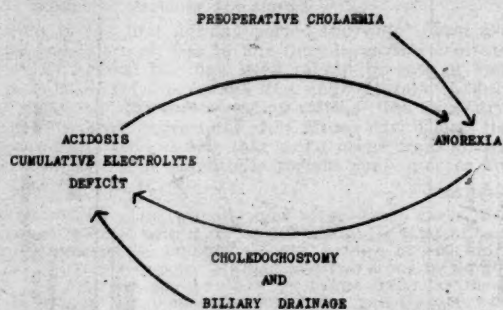 PREOPERATIVE CHOLAEMIA
ACIDOSIS
CUMULATIVE ELECTROLYTE
DEFICIT
ANOREXIA
CHOLEDOCHOSTOMY
AND
BILIARY DRAINAGE